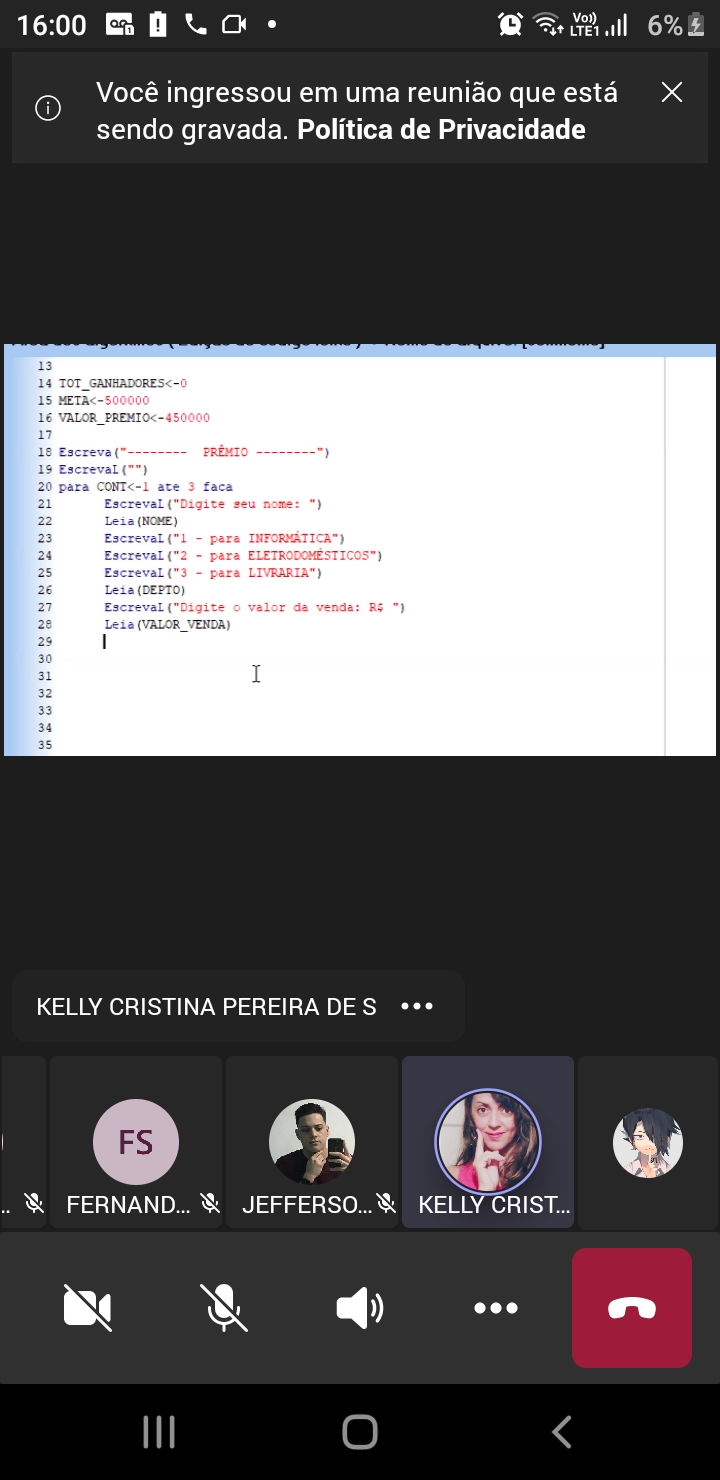 16:00
Vo))
LTE1
6%
Você ingressou em uma reunião que está
sendo gravada. Política de Privacidade
13
14 TOT_GANHADORES<-0
15 META<-500000
16 VALOR_PREMIO<-450000
17
18 Escreva("-------- PRÊMIO --------")
19 EscrevaL("")
20 para CONT<-1 ate 3 faca
21 EscrevaL("Digite seu nome: ")
22 Leia(NOME)
23 EscrevaL("1 - para INFORMÁTICA")
24 EscrevaL("2 - para ELETRODOMÉSTICOS")
25 EscrevaL("3 - para LIVRARIA")
26 Leia(DEPTO)
27 EscrevaL("Digite o valor da venda: R$ ")
28 Leia(VALOR_VENDA)
29
30
31
32
33
34
35
KELLY CRISTINA PEREIRA DE S
FS
FERNAND...
JEFFERSO...
KELLY CRIST...